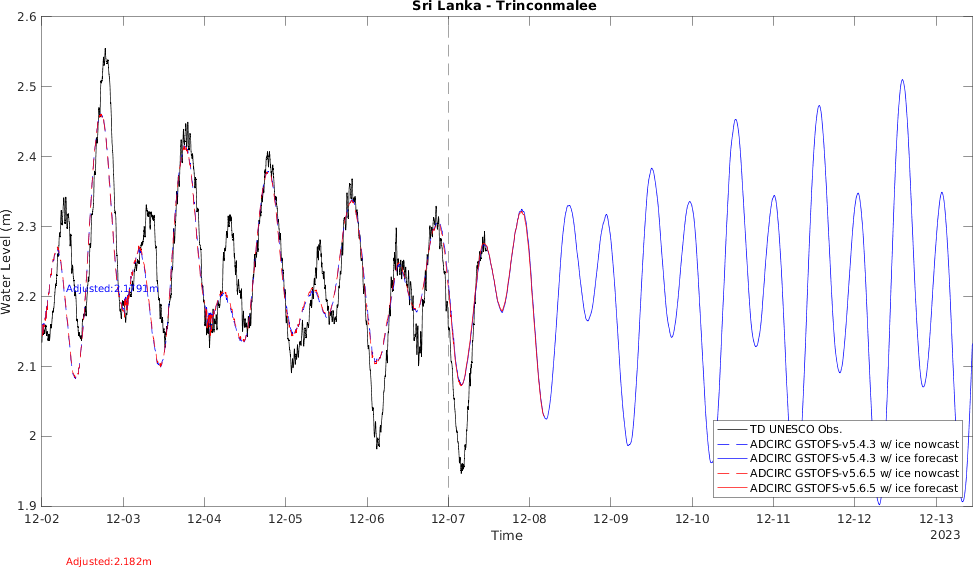 Sri Lanka - Trinconmalee
2.6
2.5
2.4
2.3
2.2
2.1
2
1.9
Water Level (m)
Adjusted:2.1191m
TD UNESCO Obs.
ADCIRC GSTOFS-v5.4.3 w/ ice nowcast
ADCIRC GSTOFS-v5.4.3 w/ ice forecast
ADCIRC GSTOFS-v5.6.5 w/ ice nowcast
ADCIRC GSTOFS-v5.6.5 w/ ice forecast
12-02 12-03 12-04 12-05 12-06 12-07 12-08 12-09 12-10 12-11 12-12 12-13
Time
2023
Adjusted:2.182m